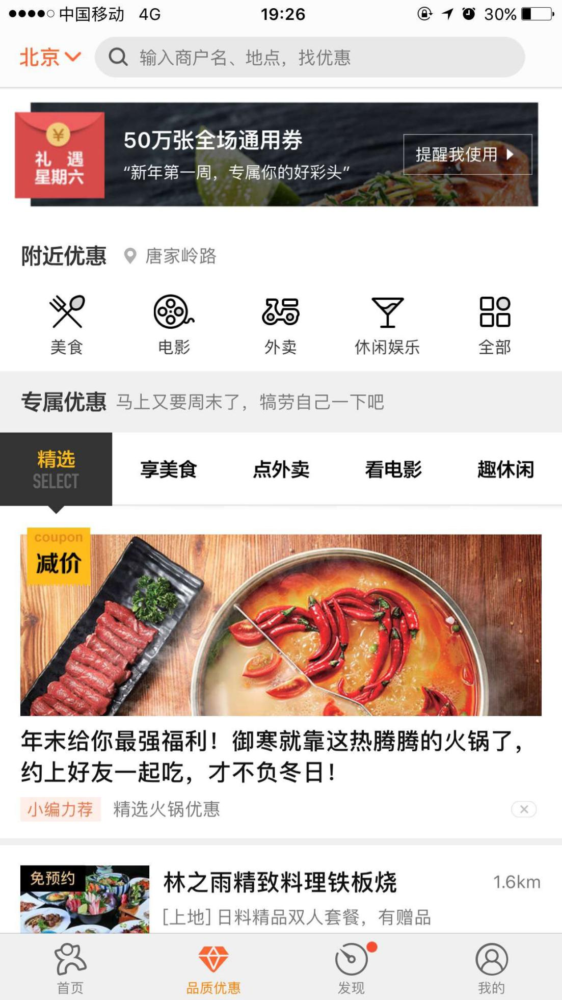 中国移动 4G 19:26 30%
北京 输入商户名、地点，找优惠
¥
礼 遇
星期六
50万张全场通用券
“新年第一周，专属你的好彩头”
提醒我使用
附近优惠 唐家岭路
美食 电影 外卖 休闲娱乐 全部
专属优惠 马上又要周末了，犒劳自己一下吧
精选
SELECT
享美食 点外卖 看电影 趣休闲
coupon
减价
年末给你最强福利！御寒就靠这热腾腾的火锅了，
约上好友一起吃，才不负冬日！
小编力荐 精选火锅优惠
免预约
林之雨精致料理铁板烧 1.6km
[上地] 日料精品双人套餐，有赠品
首页 品质优惠 发现 我的